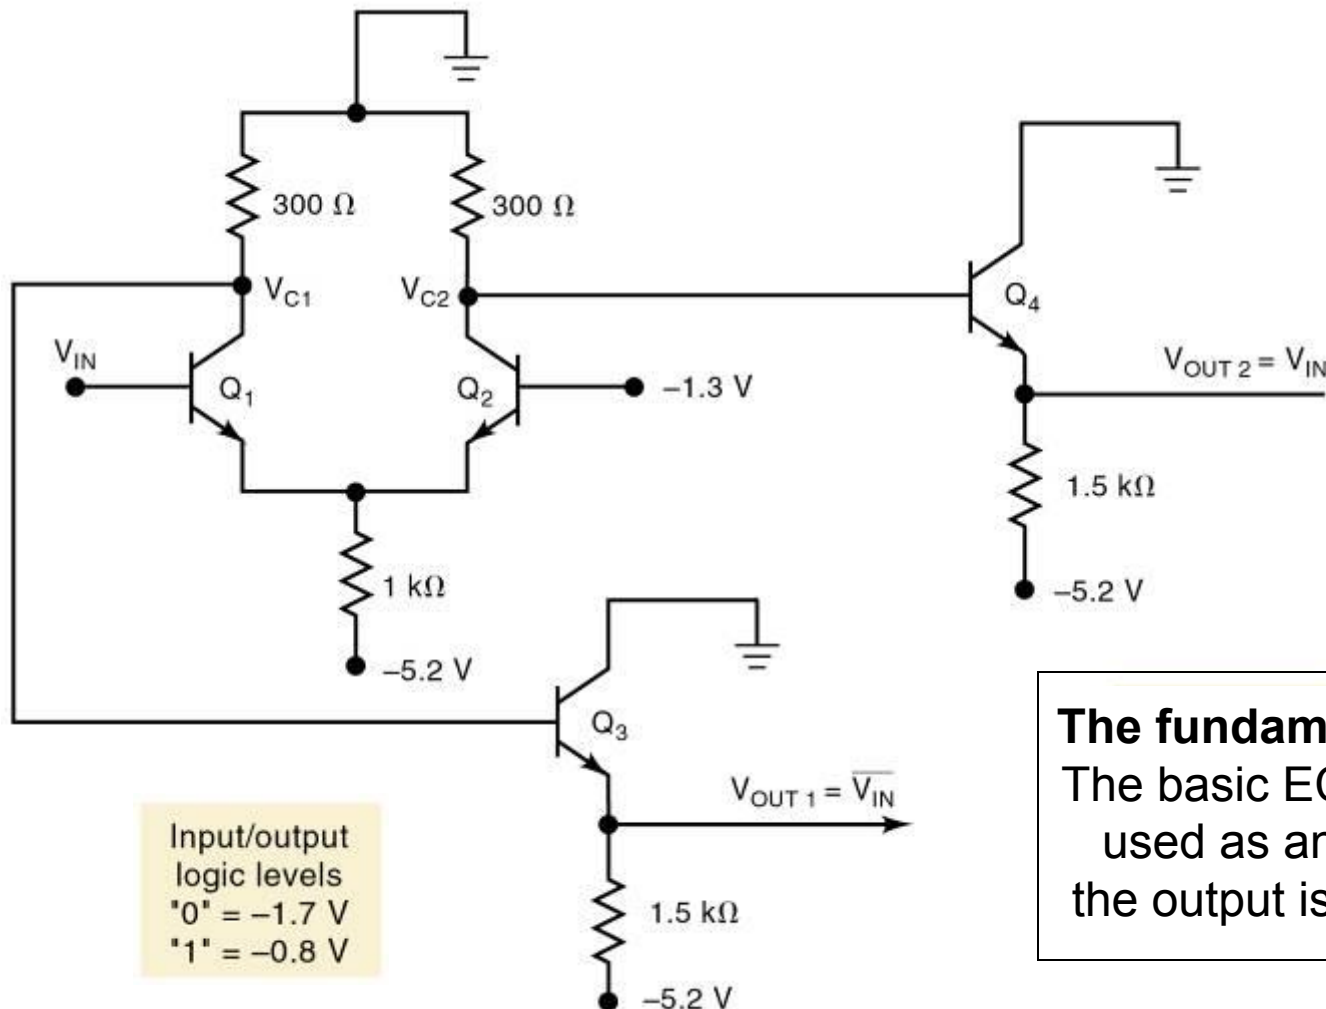 300 Ω
300 Ω
V_C1
V_C2
Q_4
V_IN
Q_1
Q_2
–1.3 V
V_OUT 2 = V_IN
1.5 kΩ
1 kΩ
–5.2 V
–5.2 V
Q_3
V_OUT 1 = V̅_I̅N̅
Input/output
logic levels
"0" = –1.7 V
"1" = –0.8 V
1.5 kΩ
–5.2 V
The fundam
The basic EC
used as an
the output is